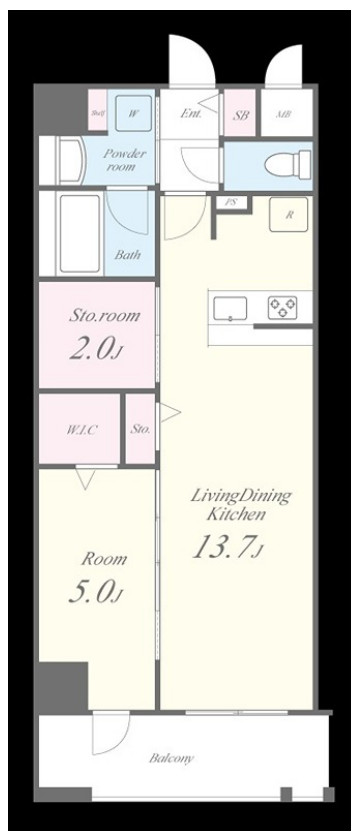 Shelf
W
Ent.
SB
MB
Powder
room
PS
R
Bath
Sto.room
2.0J
W.I.C
Sto.
LivingDining
Kitchen
13.7J
Room
5.0J
Balcony